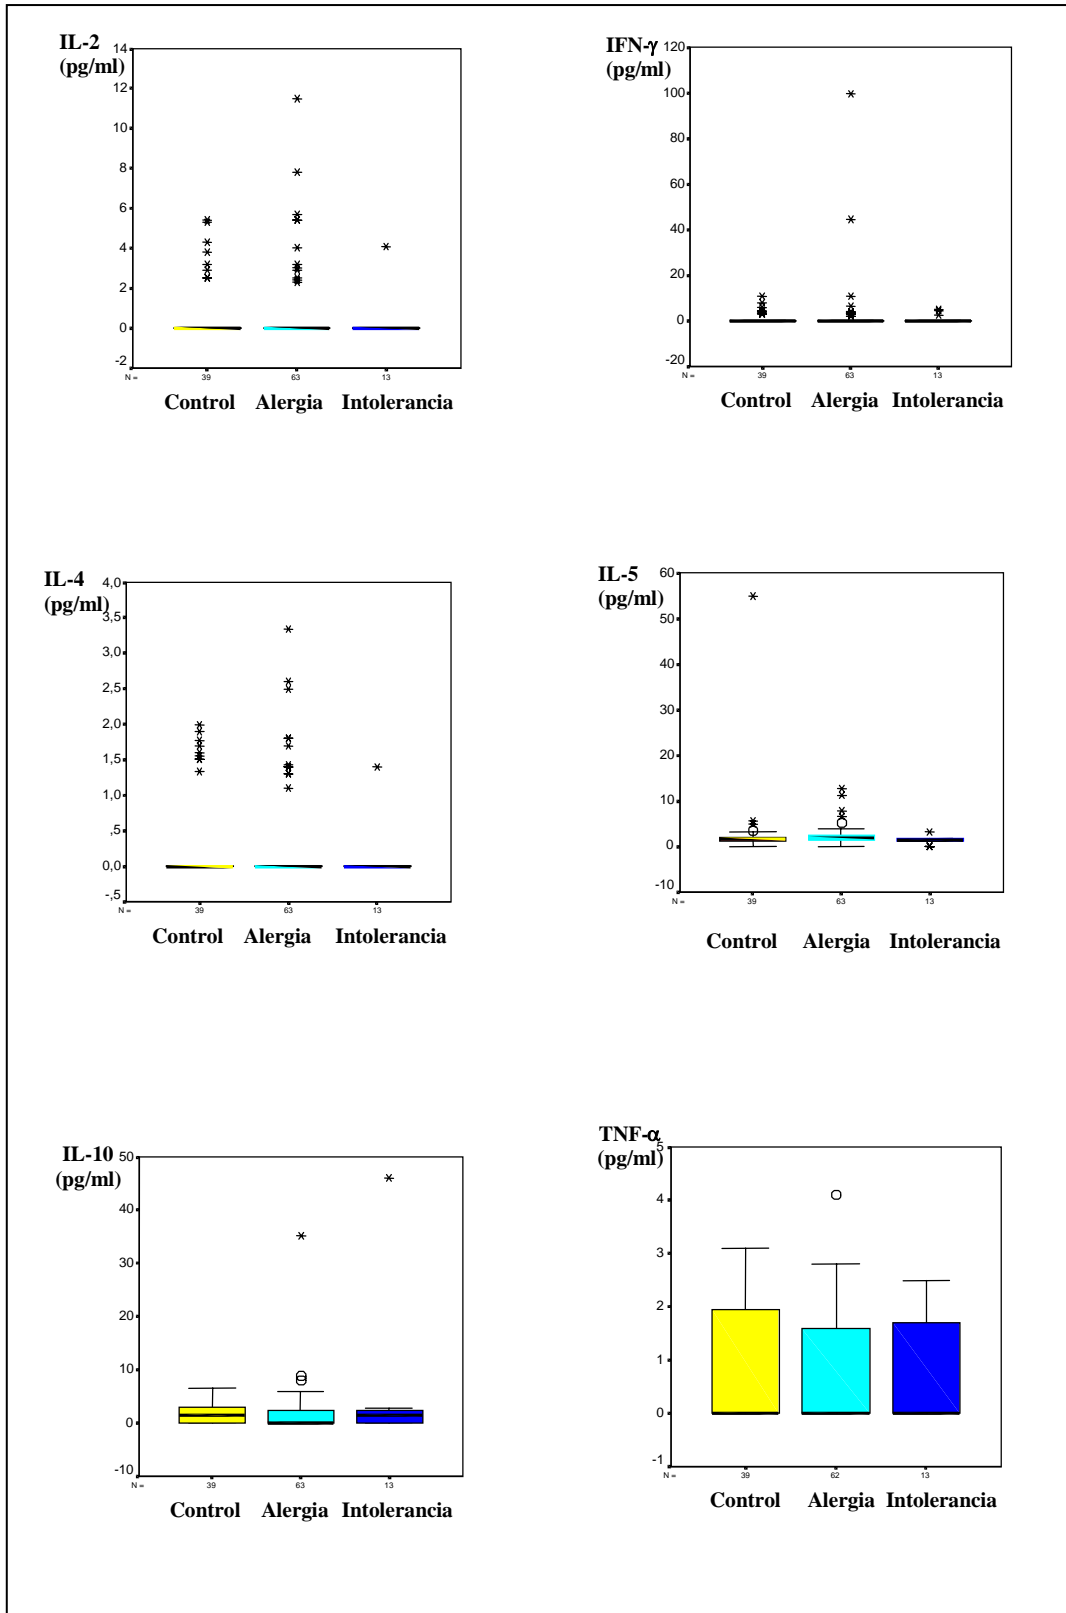 IL-2
(pg/ml)
14
12
10
8
6
4
2
0
-2
N =
39
63
13
Control Alergia Intolerancia
IFN-γ
(pg/ml)
120
100
80
60
40
20
0
-20
N =
39
63
13
Control Alergia Intolerancia
IL-4
(pg/ml)
4,0
3,5
3,0
2,5
2,0
1,5
1,0
,5
0,0
-,5
N =
39
63
13
Control Alergia Intolerancia
IL-5
(pg/ml)
60
50
40
30
20
10
0
-10
N =
39
63
13
Control Alergia Intolerancia
IL-10
(pg/ml)
50
40
30
20
10
0
-10
N =
39
63
13
Control Alergia Intolerancia
TNF-α
(pg/ml)
5
4
3
2
1
0
-1
N =
39
62
13
Control Alergia Intolerancia